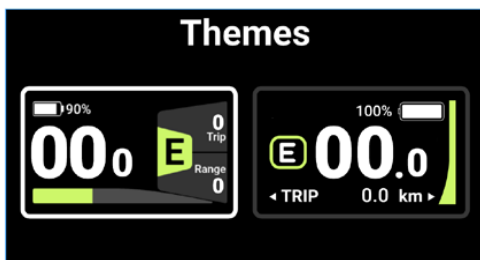 Themes
90%
00 0
E
0
Trip
Range
0
100%
E
00.0
◂ TRIP 0.0 km ▸